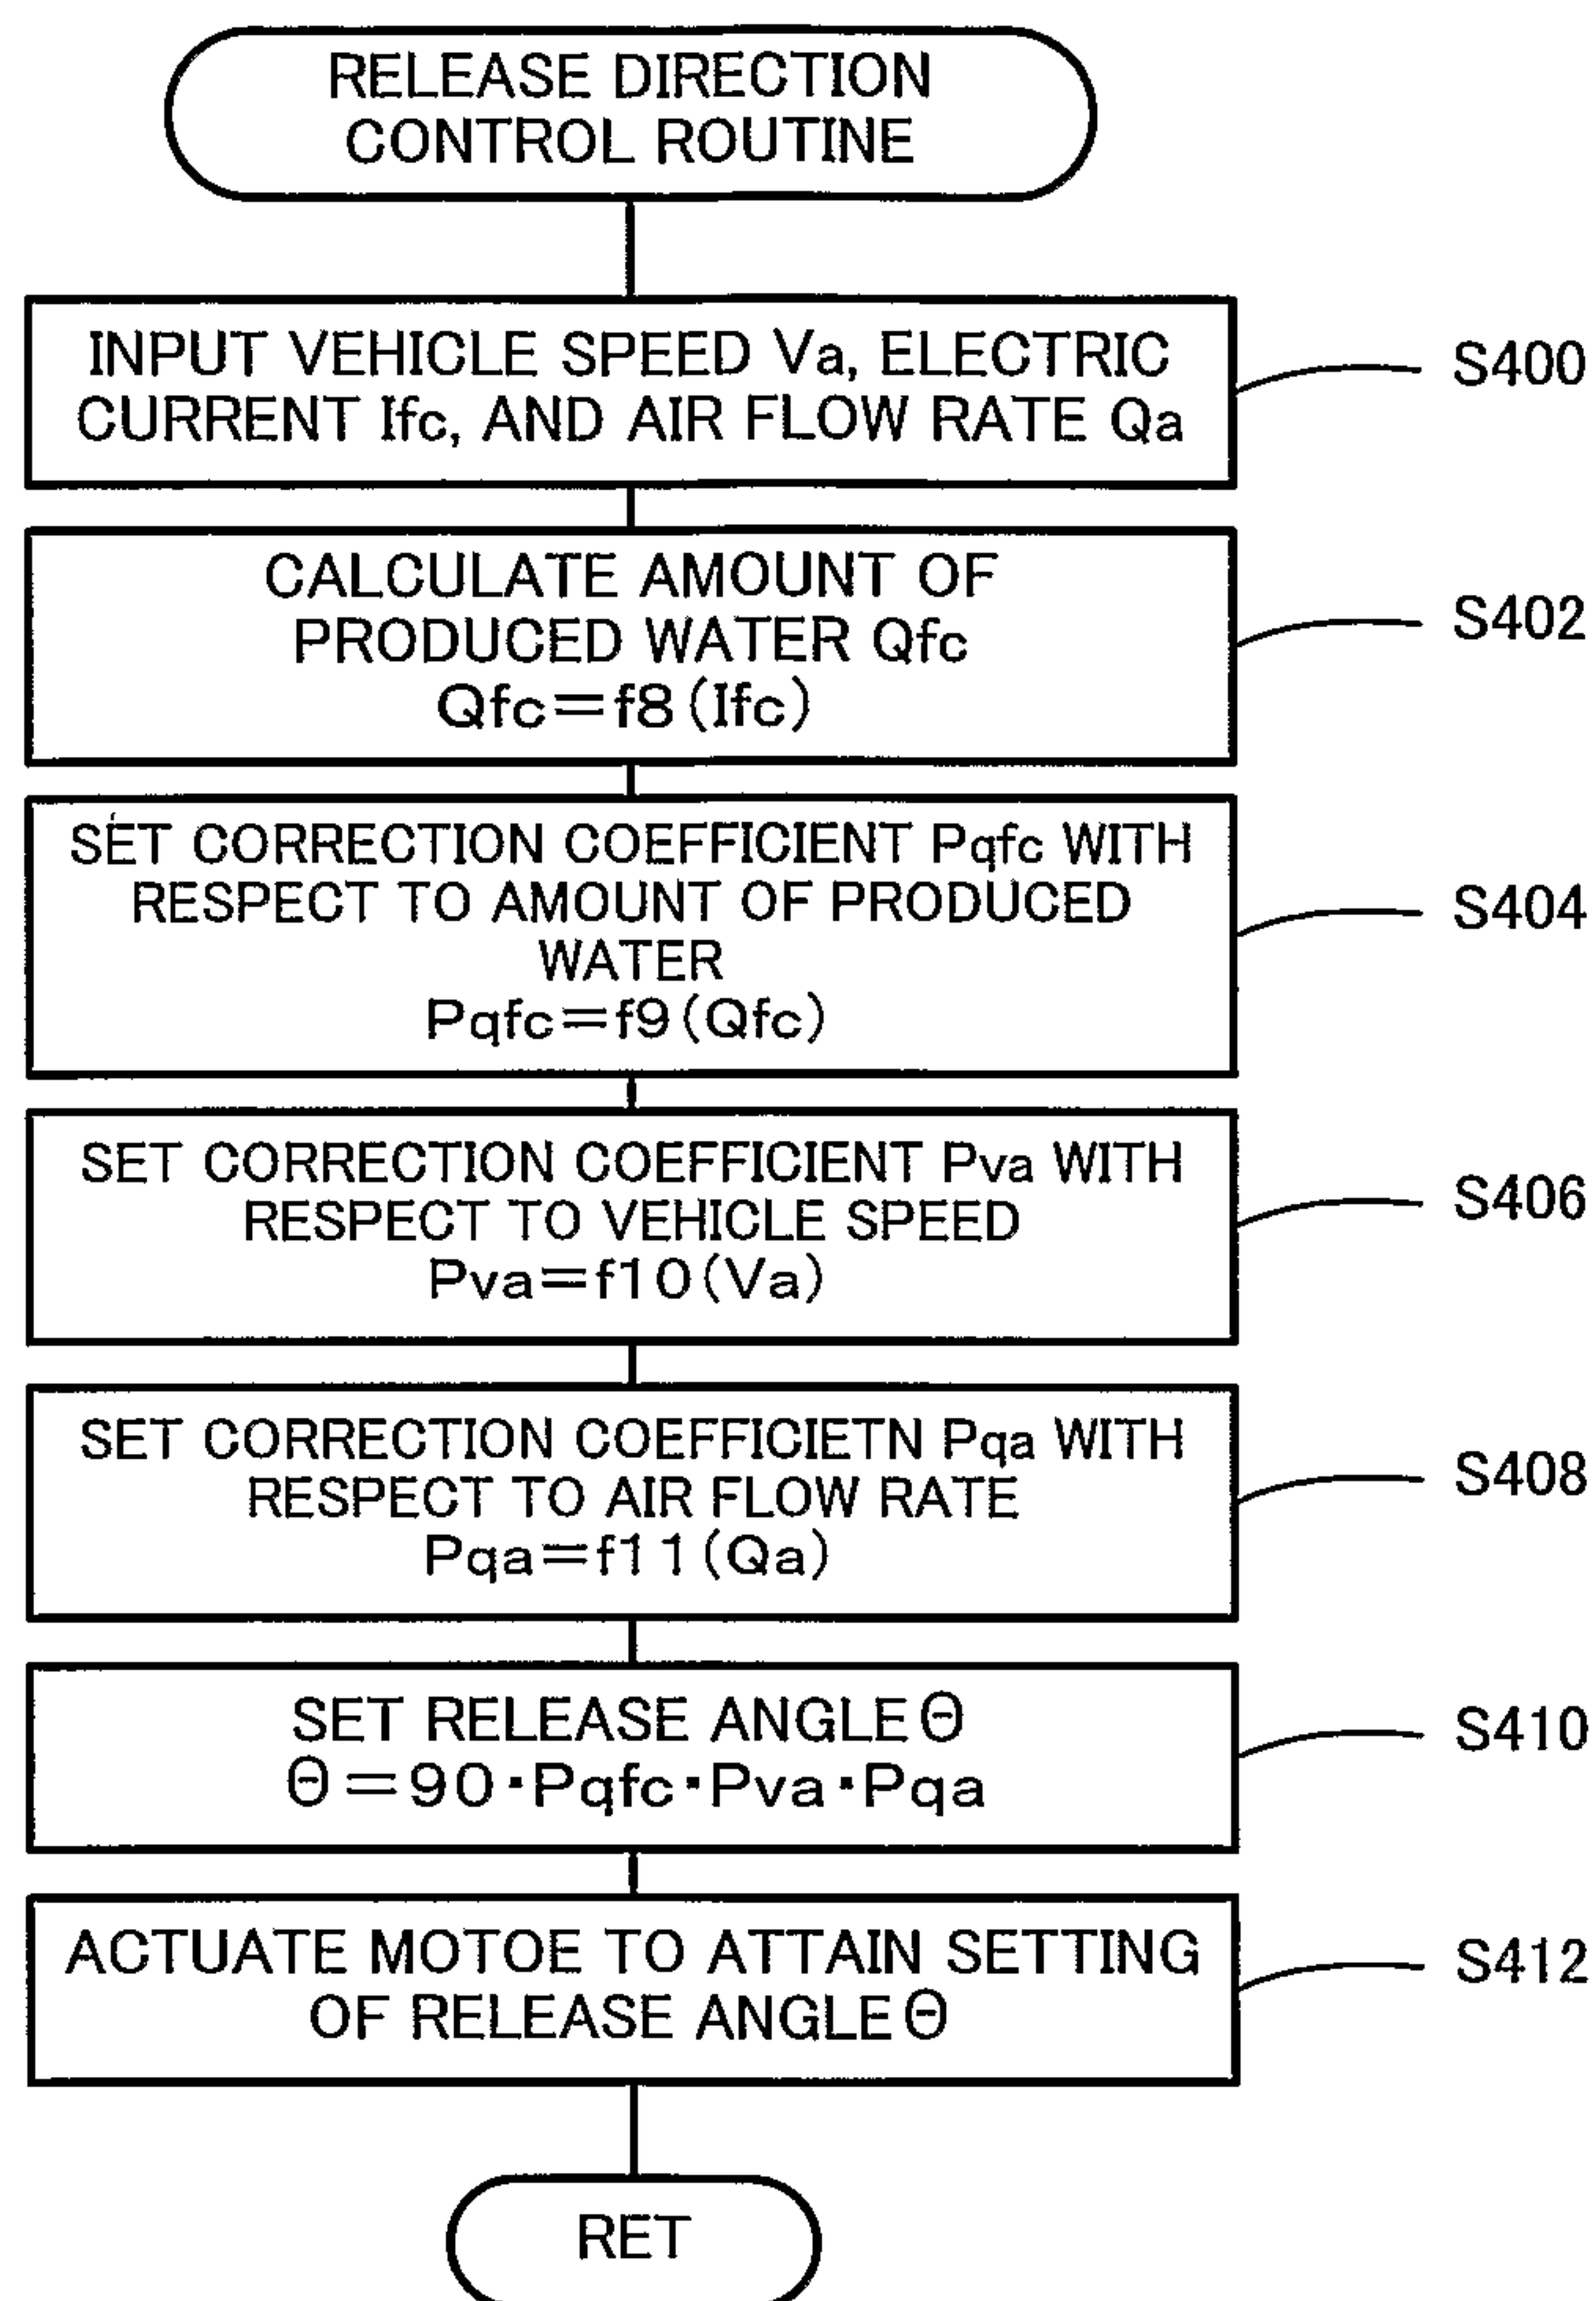 RELEASE DIRECTION
CONTROL ROUTINE
INPUT VEHICLE SPEED Va, ELECTRIC
CURRENT Ifc, AND AIR FLOW RATE Qa
S400
CALCULATE AMOUNT OF
PRODUCED WATER Qfc
Qfc=f8(Ifc)
S402
SET CORRECTION COEFFICIENT Pqfc WITH
RESPECT TO AMOUNT OF PRODUCED
WATER
Pqfc=f9(Qfc)
S404
SET CORRECTION COEFFICIENT Pva WITH
RESPECT TO VEHICLE SPEED
Pva=f10(Va)
S406
SET CORRECTION COEFFICIETN Pqa WITH
RESPECT TO AIR FLOW RATE
Pqa=f11(Qa)
S408
SET RELEASE ANGLE Θ
Θ=90·Pqfc·Pva·Pqa
S410
ACTUATE MOTOE TO ATTAIN SETTING
OF RELEASE ANGLE Θ
S412
RET